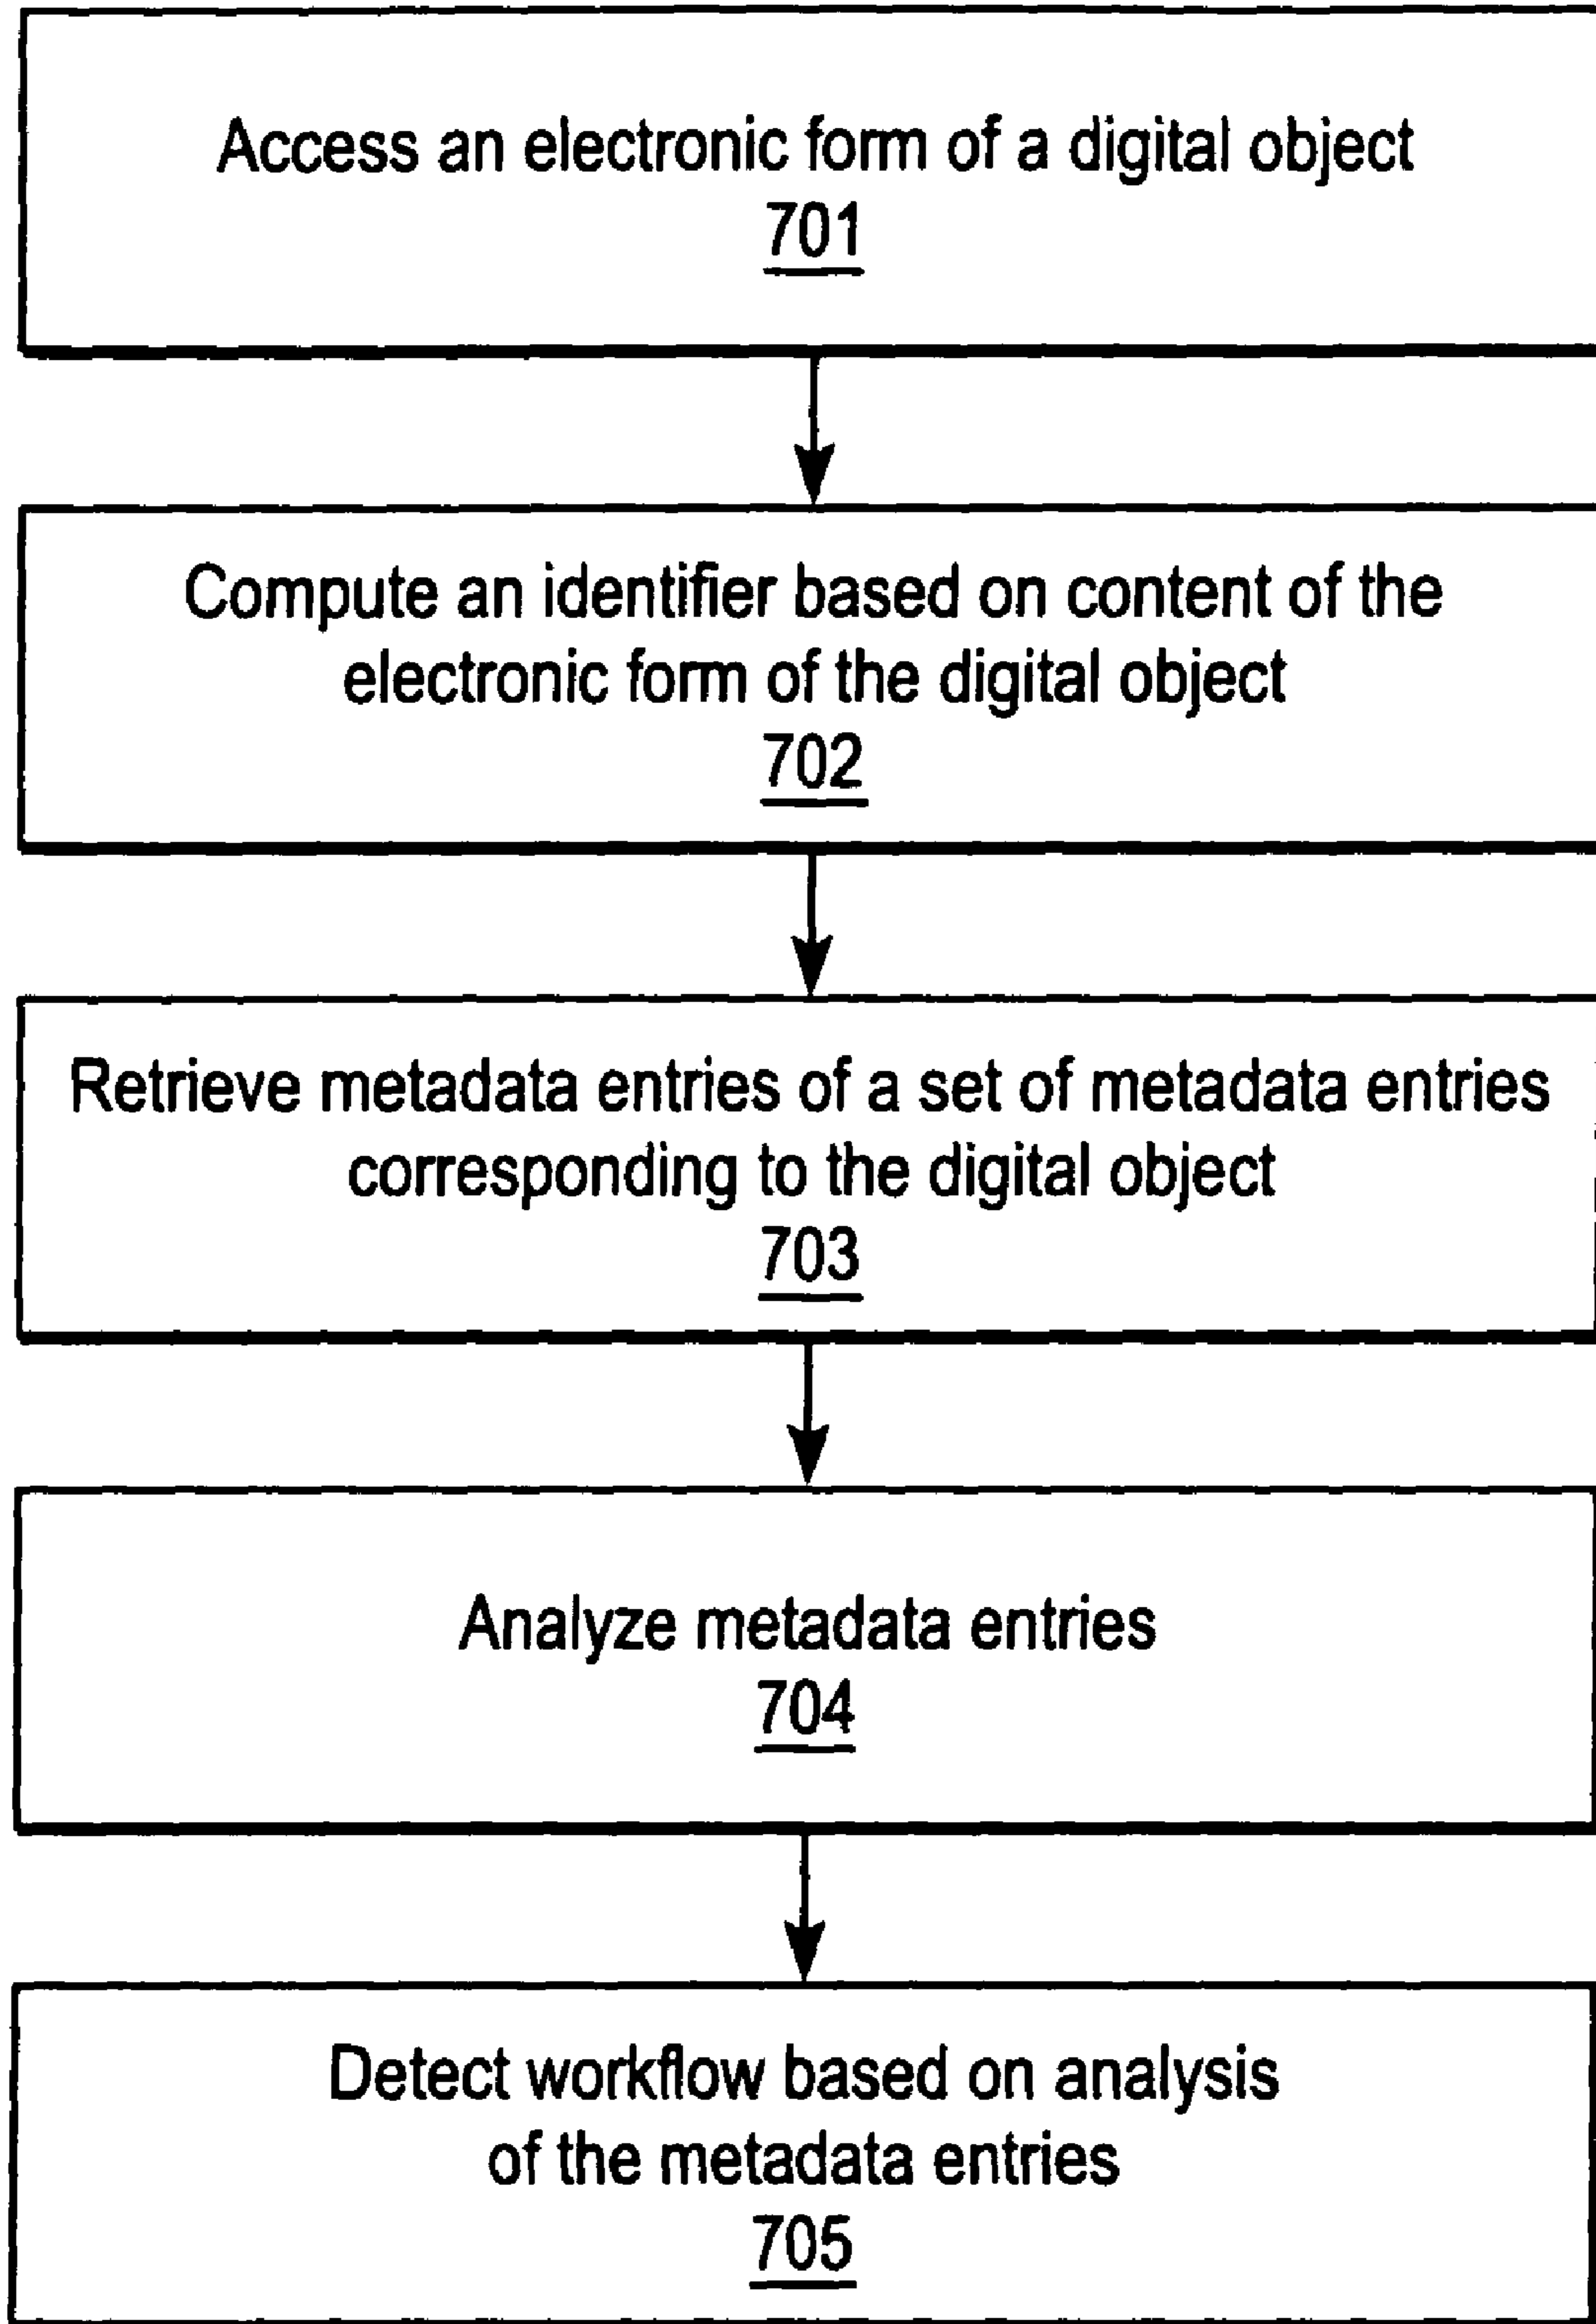 Access an electronic form of a digital object
701
Compute an identifier based on content of the
electronic form of the digital object
702
Retrieve metadata entries of a set of metadata entries
corresponding to the digital object
703
Analyze metadata entries
704
Detect workflow based on analysis
of the metadata entries
705